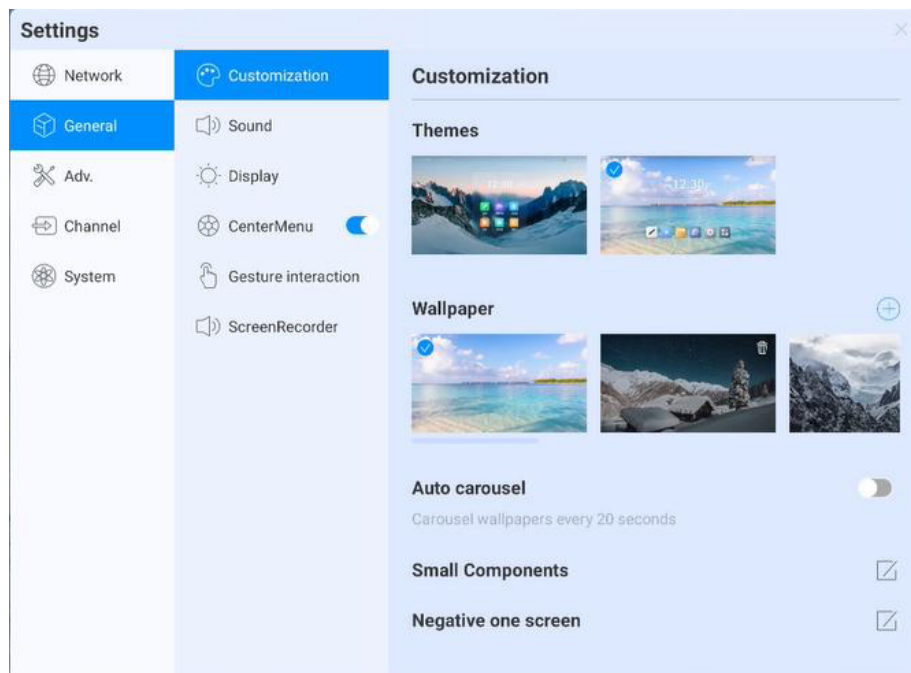 Settings
Network
General
Adv.
Channel
System
Customization
Sound
Display
CenterMenu
Gesture interaction
ScreenRecorder
Customization
Themes
12:30
12:30
Wallpaper
Auto carousel
Carousel wallpapers every 20 seconds
Small Components
Negative one screen